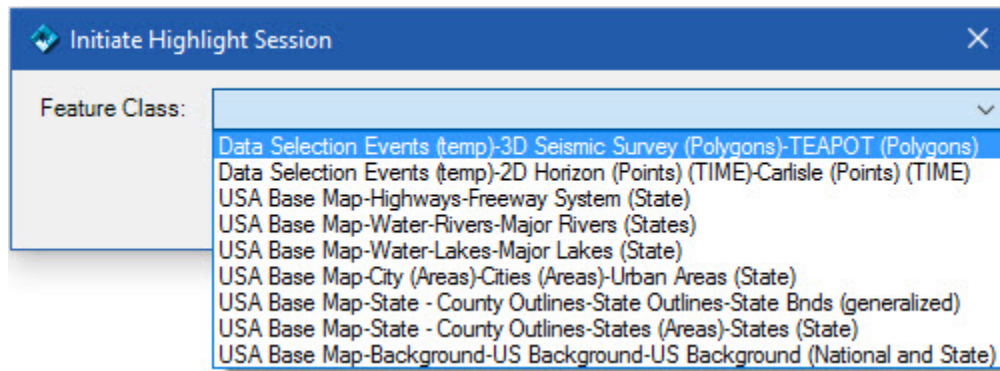 Initiate Highlight Session
Feature Class:
Data Selection Events (temp)-3D Seismic Survey (Polygons)-TEAPOT (Polygons)
Data Selection Events (temp)-2D Horizon (Points) (TIME)-Carlisle (Points) (TIME)
USA Base Map-Highways-Freeway System (State)
USA Base Map-Water-Rivers-Major Rivers (States)
USA Base Map-Water-Lakes-Major Lakes (State)
USA Base Map-City (Areas)-Cities (Areas)-Urban Areas (State)
USA Base Map-State - County Outlines-State Outlines-State Bnds (generalized)
USA Base Map-State - County Outlines-States (Areas)-States (State)
USA Base Map-Background-US Background-US Background (National and State)